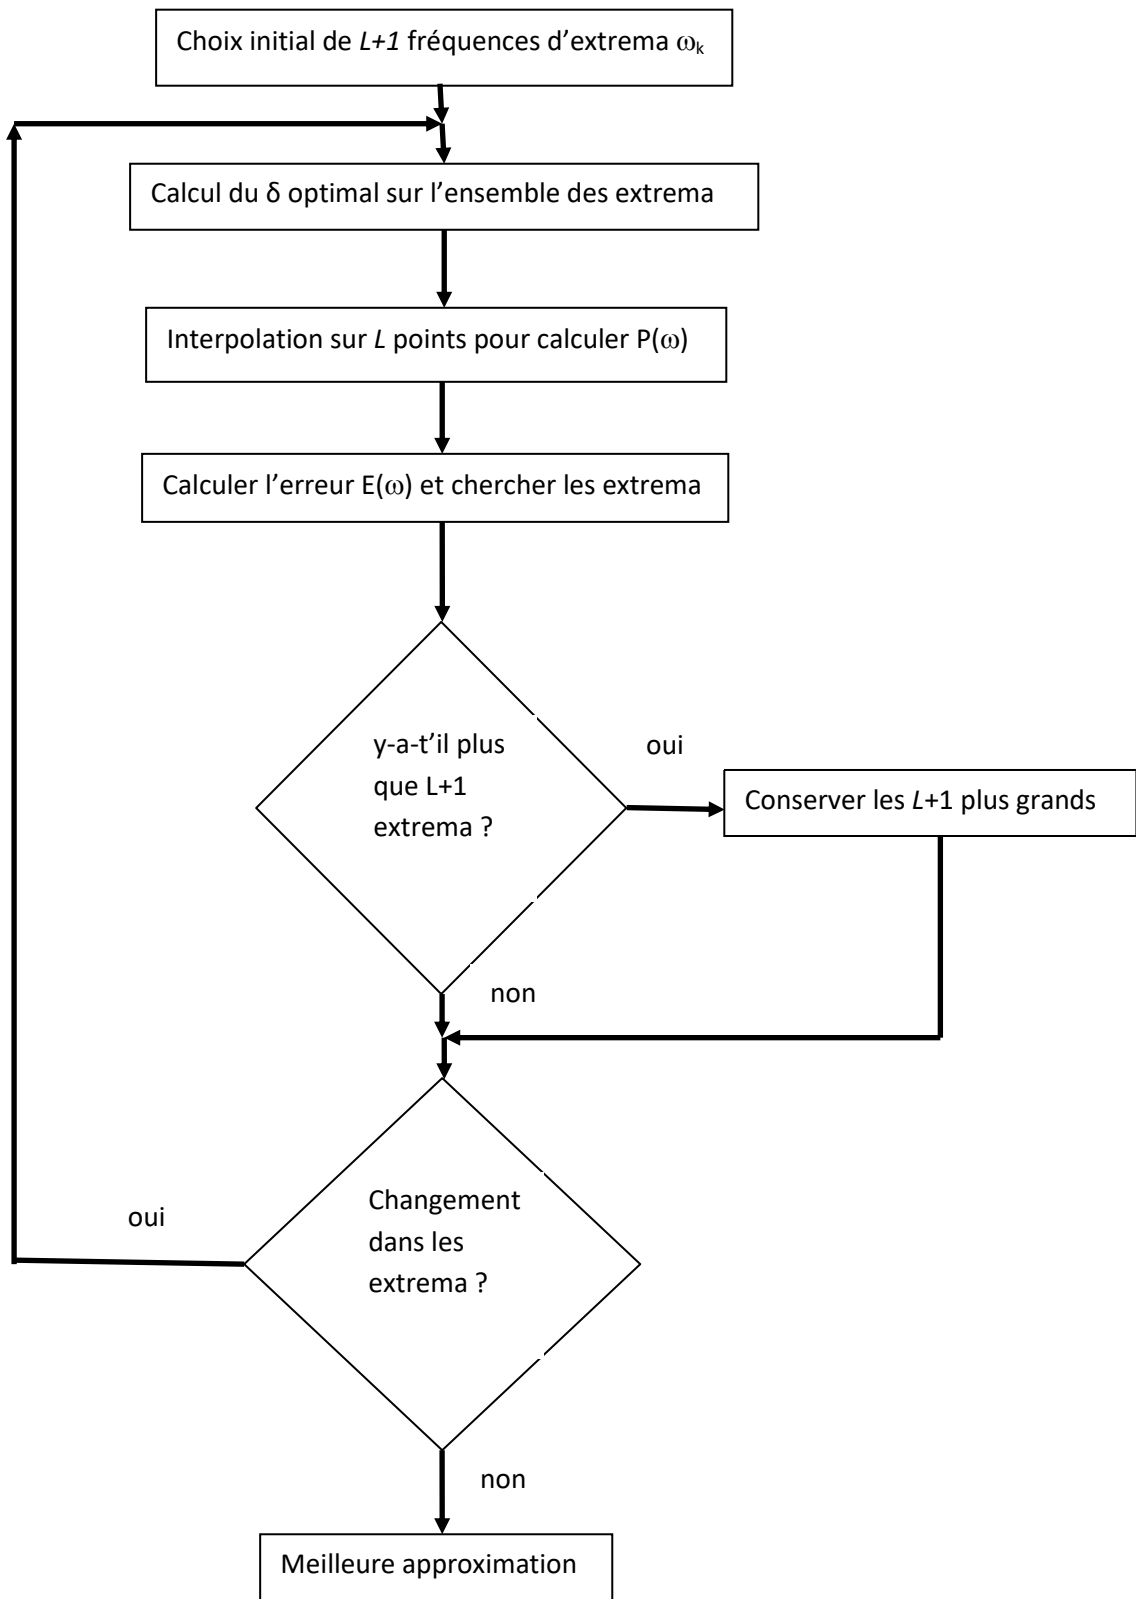 Choix initial de L+1 fréquences d’extrema ωk
Calcul du δ optimal sur l’ensemble des extrema
Interpolation sur L points pour calculer P(ω)
Calculer l’erreur E(ω) et chercher les extrema
y-a-t’il plus
que L+1
extrema ?
oui
Conserver les L+1 plus grands
non
Changement
dans les
extrema ?
oui
non
Meilleure approximation